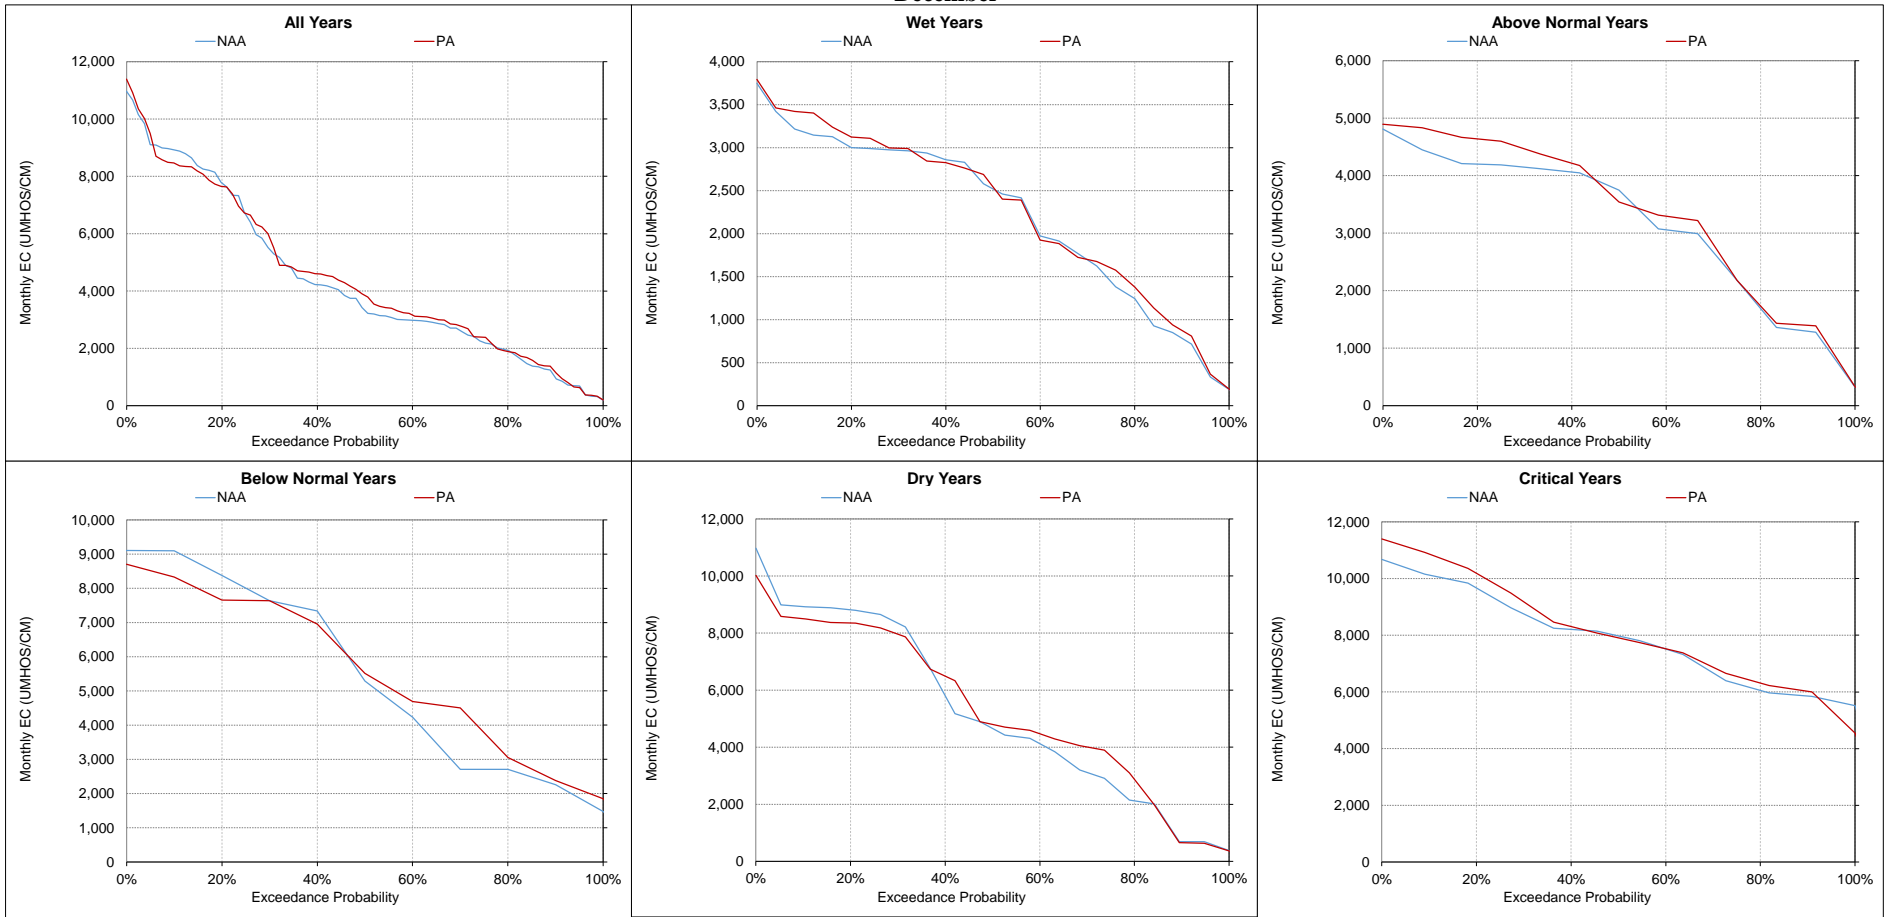 All Years
NAA PA
12,000
10,000
8,000
6,000
4,000
2,000
0
Monthly EC (UMHOS/CM)
0% 20% 40% 60% 80% 100%
Exceedance Probability
Wet Years
NAA PA
4,000
3,500
3,000
2,500
2,000
1,500
1,000
500
0
Monthly EC (UMHOS/CM)
0% 20% 40% 60% 80% 100%
Exceedance Probability
Above Normal Years
NAA PA
6,000
5,000
4,000
3,000
2,000
1,000
0
Monthly EC (UMHOS/CM)
0% 20% 40% 60% 80% 100%
Exceedance Probability
Below Normal Years
NAA PA
10,000
9,000
8,000
7,000
6,000
5,000
4,000
3,000
2,000
1,000
0
Monthly EC (UMHOS/CM)
0% 20% 40% 60% 80% 100%
Exceedance Probability
Dry Years
NAA PA
12,000
10,000
8,000
6,000
4,000
2,000
0
Monthly EC (UMHOS/CM)
0% 20% 40% 60% 80% 100%
Exceedance Probability
Critical Years
NAA PA
12,000
10,000
8,000
6,000
4,000
2,000
0
Monthly EC (UMHOS/CM)
0% 20% 40% 60% 80% 100%
Exceedance Probability